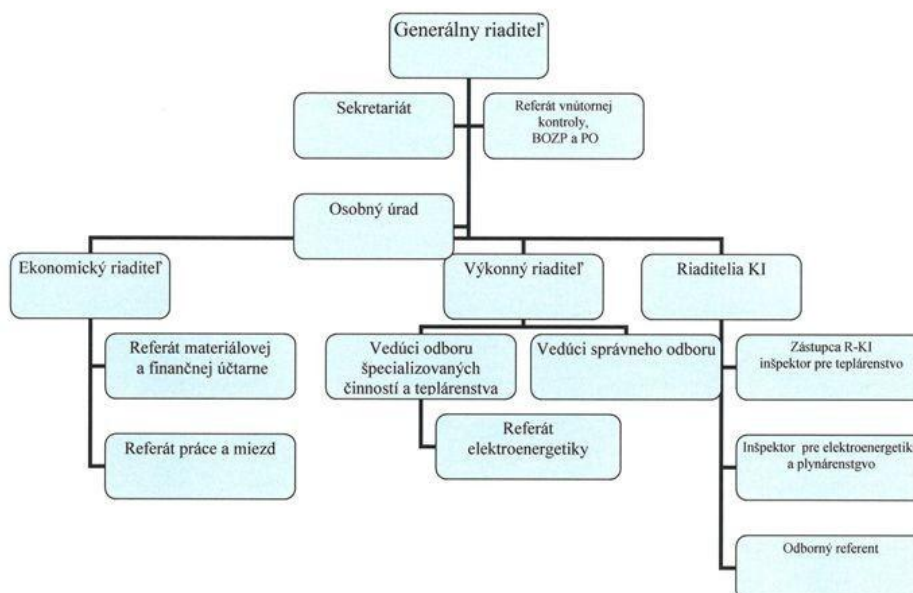 Generálny riaditeľ
Sekretariát
Referát vnútornej
kontroly,
BOZP a PO
Osobný úrad
Ekonomický riaditeľ
Výkonný riaditeľ
Riaditelia KI
Referát materiálovej
a finančnej účtarne
Vedúci odboru
špecializovaných
činností a teplárenstva
Vedúci správneho odboru
Zástupca R-KI
inšpektor pre teplárenstvo
Referát práce a miezd
Referát
elektroenergetiky
Inšpektor pre elektroenergetik
a plynárenstgvo
Odborný referent